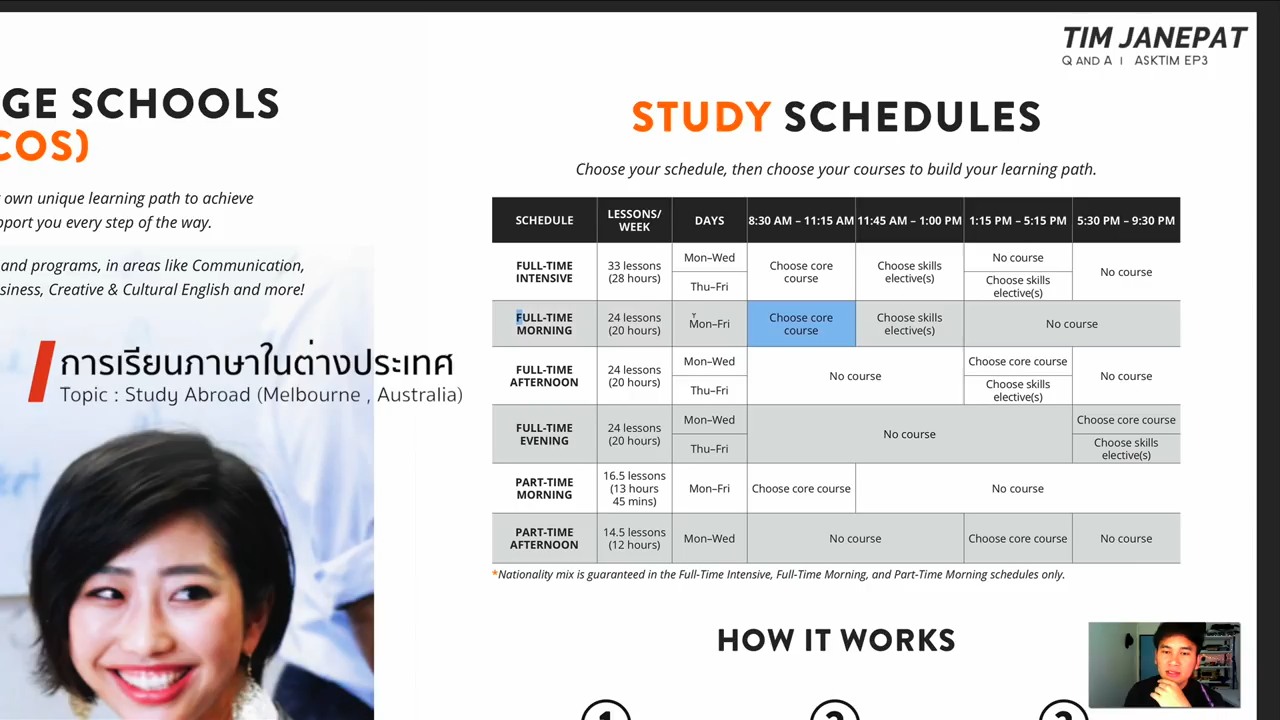 TIM JANEPAT
Q AND A | ASKTIM EP3
GE SCHOOLS
COS)
own unique learning path to achieve
pport you every step of the way.
and programs, in areas like Communication,
siness, Creative & Cultural English and more!
การเรียนภาษาในต่างประเทศ
Topic : Study Abroad (Melbourne , Australia)
STUDY SCHEDULES
Choose your schedule, then choose your courses to build your learning path.
SCHEDULE
LESSONS/
WEEK
DAYS
8:30 AM – 11:15 AM
11:45 AM – 1:00 PM
1:15 PM – 5:15 PM
5:30 PM – 9:30 PM
FULL-TIME
INTENSIVE
33 lessons
(28 hours)
Mon–Wed
Thu–Fri
Choose core
course
Choose skills
elective(s)
No course
Choose skills
elective(s)
No course
FULL-TIME
MORNING
24 lessons
(20 hours)
Mon–Fri
Choose core
course
Choose skills
elective(s)
No course
FULL-TIME
AFTERNOON
24 lessons
(20 hours)
Mon–Wed
Thu–Fri
No course
Choose core course
Choose skills
elective(s)
No course
FULL-TIME
EVENING
24 lessons
(20 hours)
Mon–Wed
Thu–Fri
No course
Choose core course
Choose skills
elective(s)
PART-TIME
MORNING
16.5 lessons
(13 hours
45 mins)
Mon–Fri
Choose core course
No course
PART-TIME
AFTERNOON
14.5 lessons
(12 hours)
Mon–Wed
No course
Choose core course
No course
*Nationality mix is guaranteed in the Full-Time Intensive, Full-Time Morning, and Part-Time Morning schedules only.
HOW IT WORKS
1
2
3